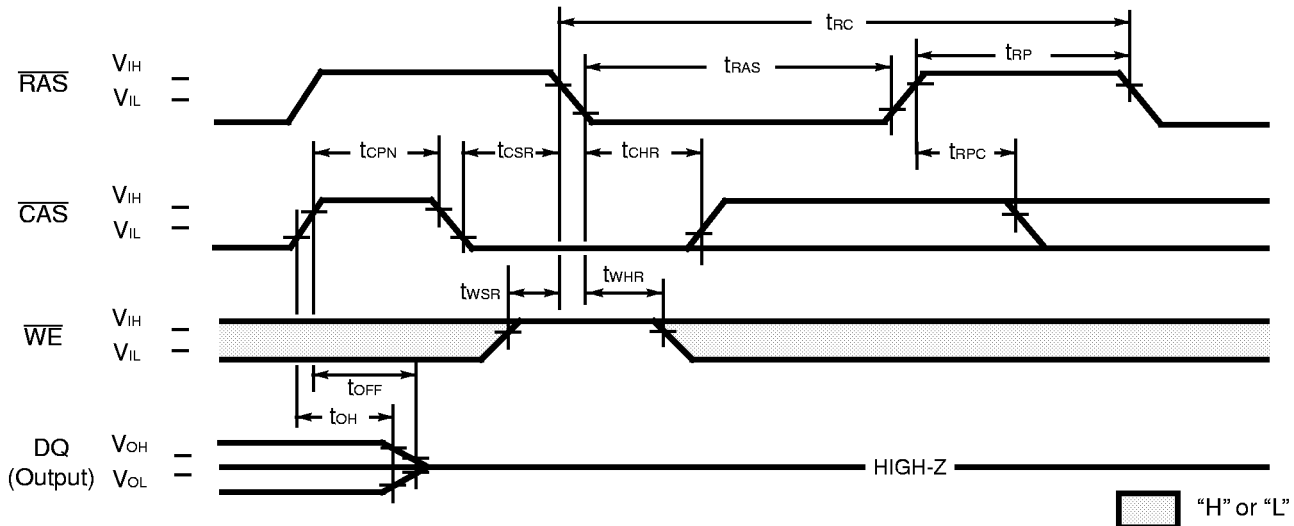 tRC
tRP
tRAS
RAS
VIH
VIL
tCPN
tCSR
tCHR
tRPC
CAS
VIH
VIL
tWSR
tWHR
WE
VIH
VIL
tOFF
tOH
DQ
(Output)
VOH
VOL
HIGH-Z
“H” or “L”